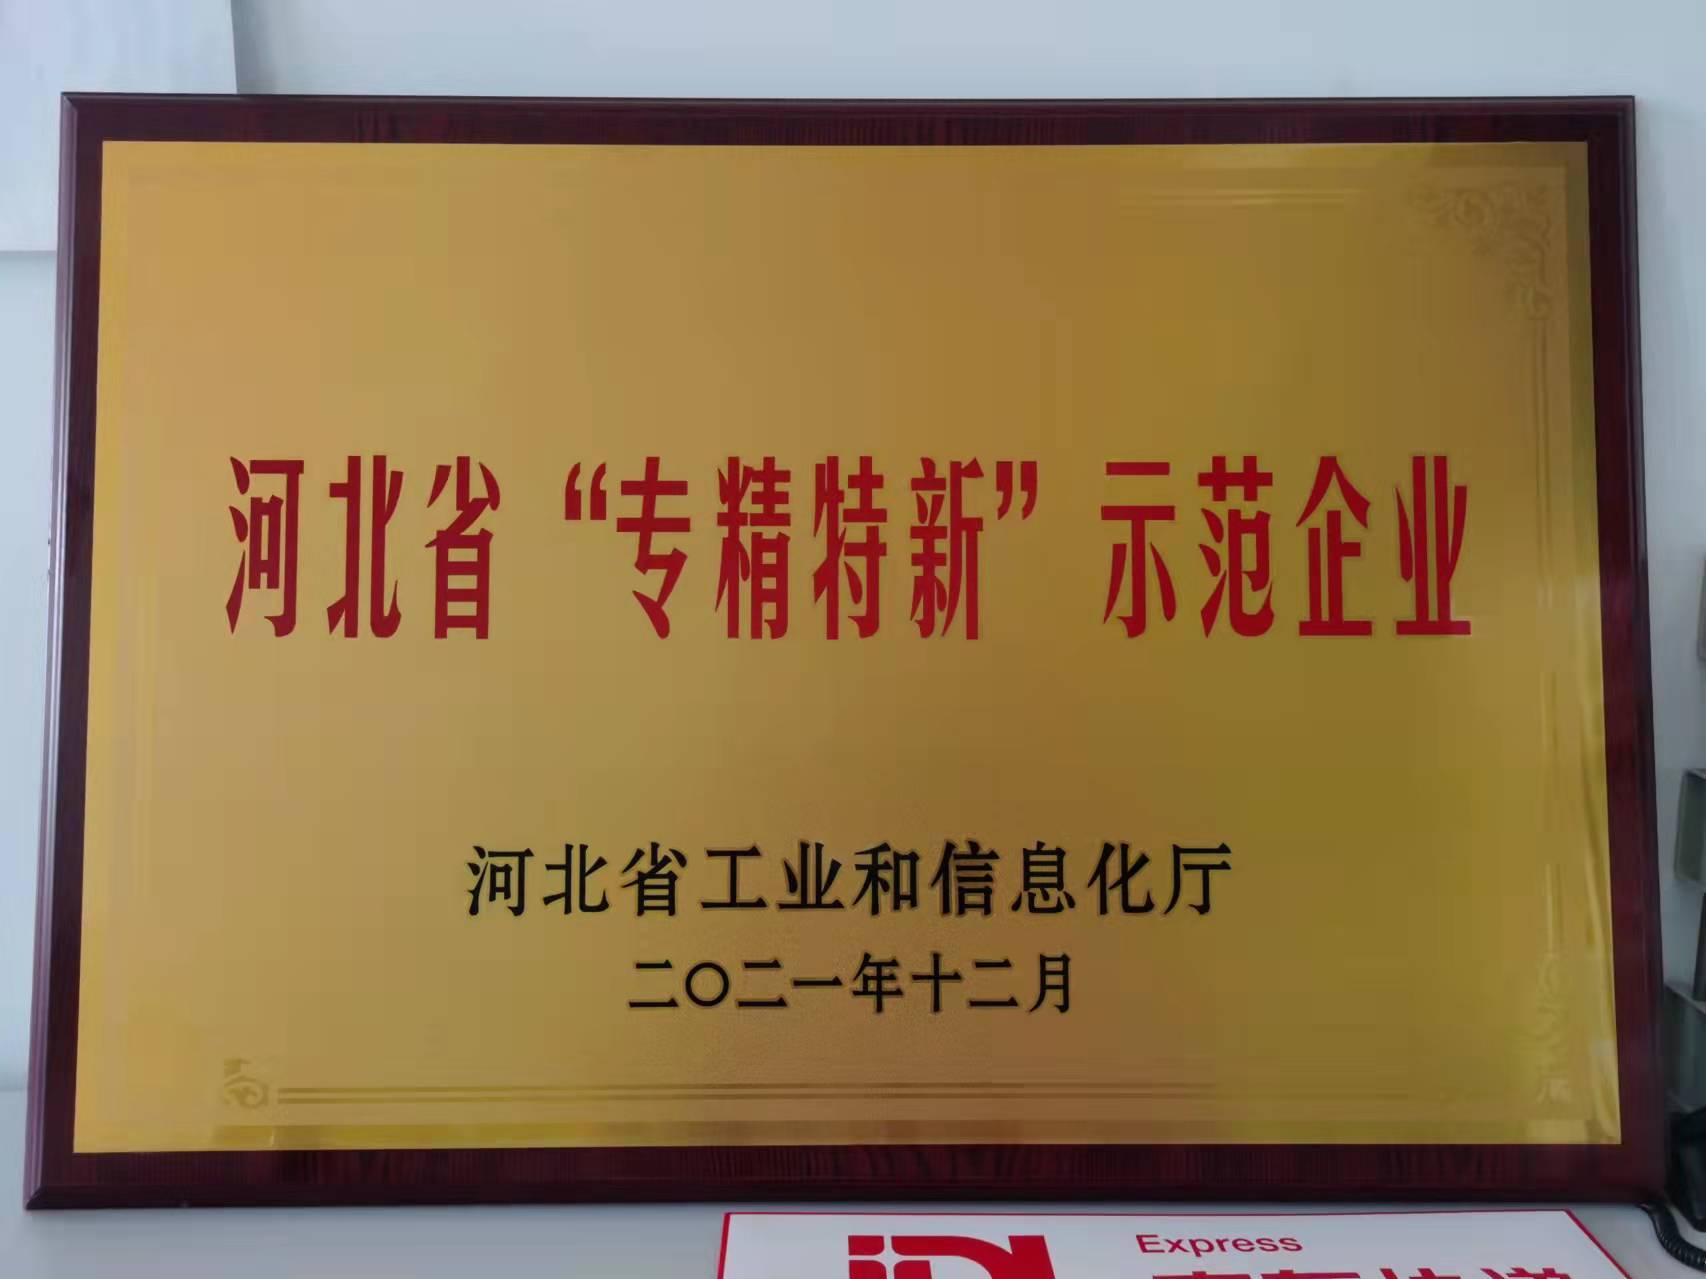 河北省“专精特新”示范企业
河北省工业和信息化厅
二〇二一年十二月
Express